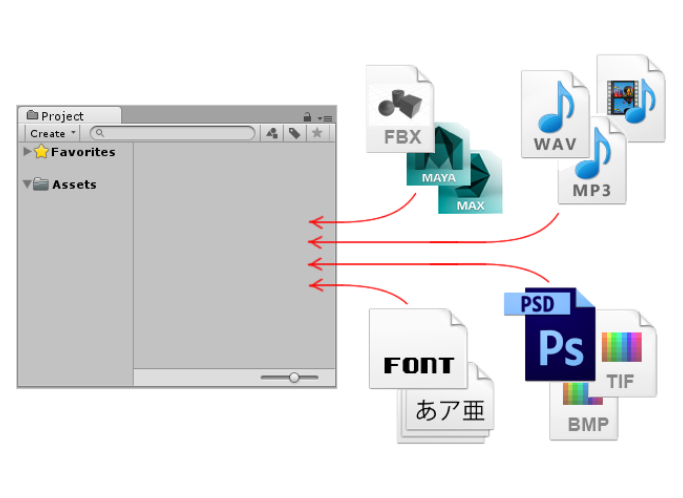 Project
Create
Favorites
Assets
FBX
MAYA
MAX
WAV
MP3
FONT
あア亜
PSD
Ps
TIF
BMP